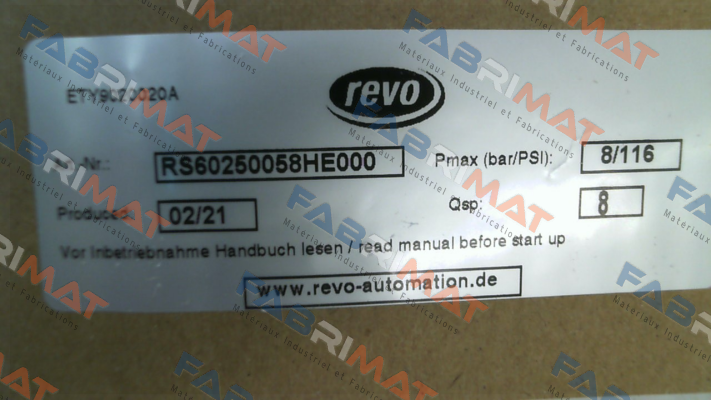 revo
-Nr.: RS60250058HE000 Pmax (bar/PSI): 8/116
Produced: 02/21 Qsp: 8
Vor Inbetriebnahme Handbuch lesen / read manual before start up
www.revo-automation.de
FABRIMAT
Materiaux Industriel et Fabrications